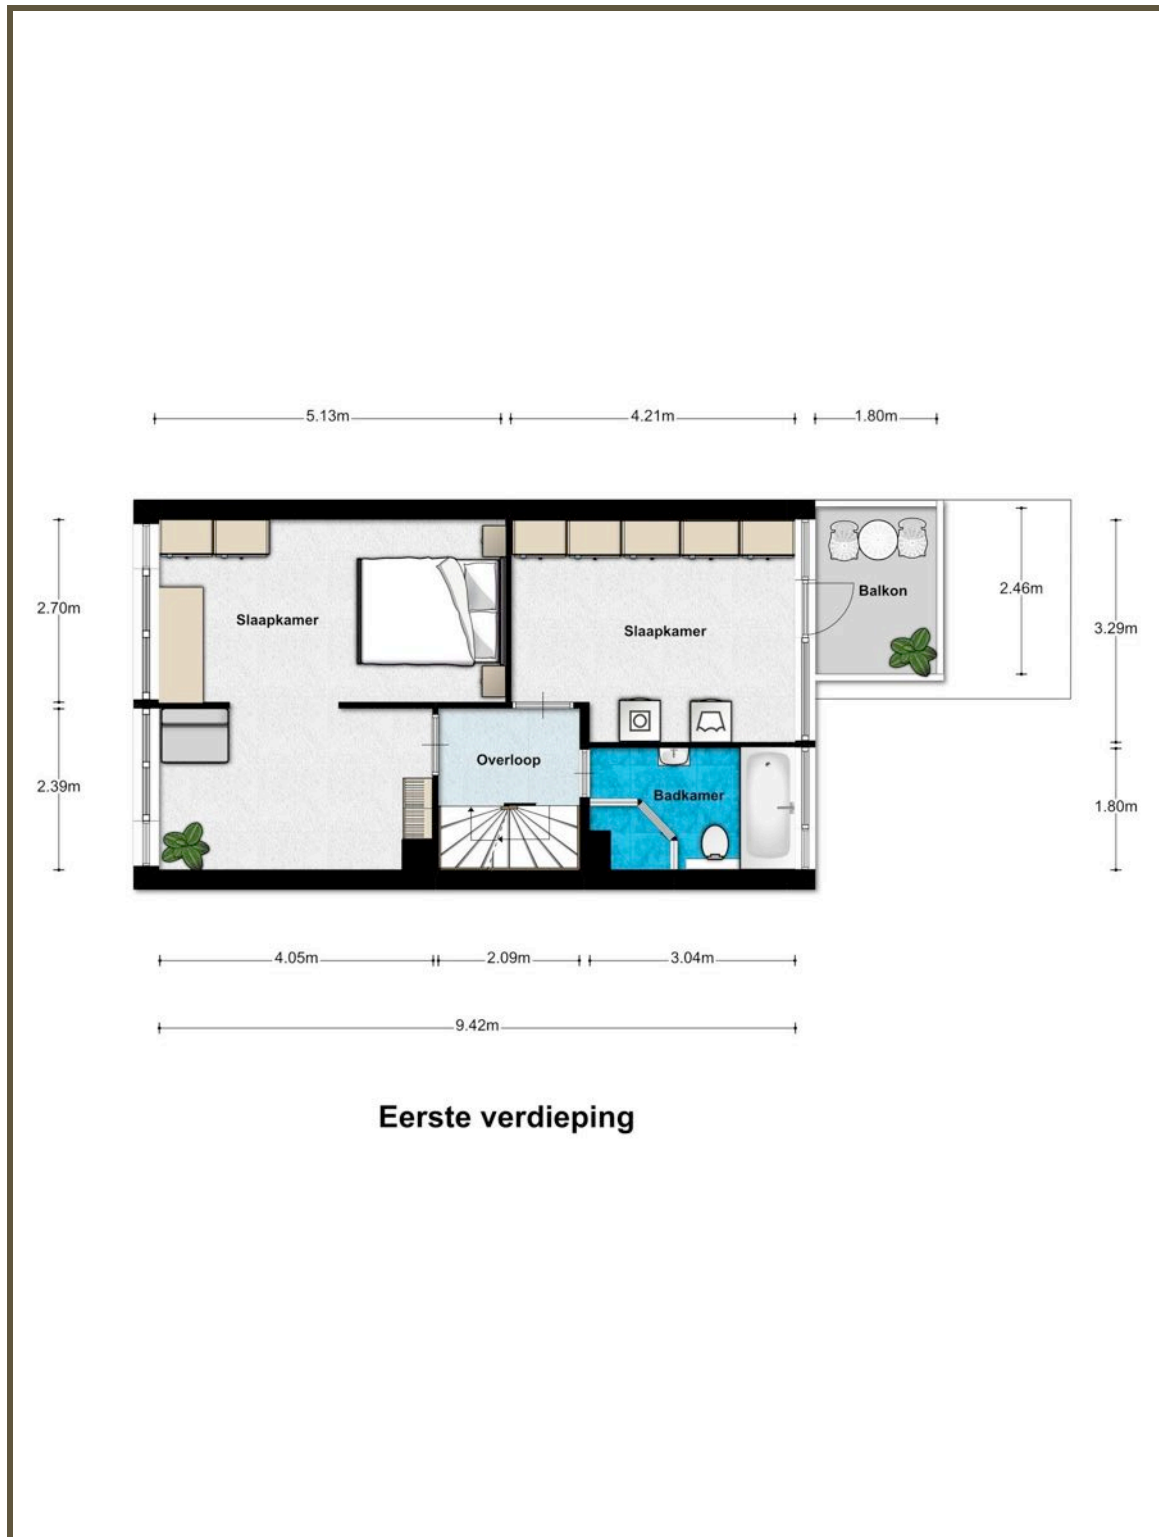 5.13m
4.21m
1.80m
2.70m
Slaapkamer
Slaapkamer
Balkon
2.46m
3.29m
2.39m
Overloop
Badkamer
1.80m
4.05m
2.09m
3.04m
9.42m
Eerste verdieping